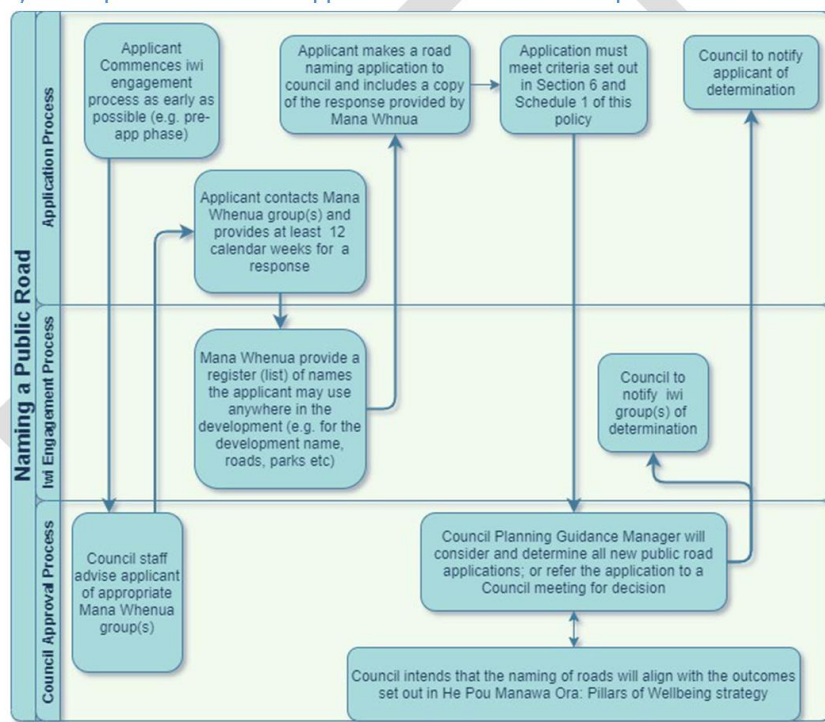 Naming a Public Road
Application Process
Iwi Engagement Process
Council Approval Process
Applicant
Commences iwi
engagement
process as early as
possible (e.g. pre-
app phase)
Council staff
advise applicant
of appropriate
Mana Whenua
group(s)
Applicant contacts Mana
Whenua group(s) and
provides at least 12
calendar weeks for a
response
Mana Whenua provide a
register (list) of names
the applicant may use
anywhere in the
development (e.g. for the
development name,
roads, parks etc)
Applicant makes a road
naming application to
council and includes a copy
of the response provided by
Mana Whnua
Application must
meet criteria set out
in Section 6 and
Schedule 1 of this
policy
Council Planning Guidance Manager will
consider and determine all new public road
applications; or refer the application to a
Council meeting for decision
Council intends that the naming of roads will align with the outcomes
set out in He Pou Manawa Ora: Pillars of Wellbeing strategy
Council to
notify iwi
group(s) of
determination
Council to notify
applicant of
determination